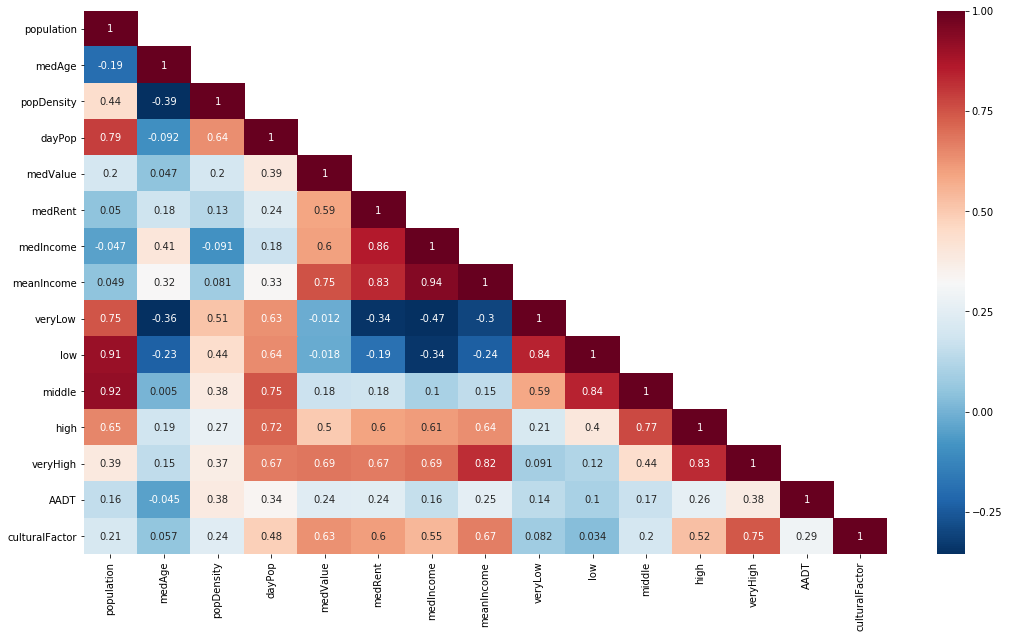 1.00
population 1
medAge -0.19 1
popDensity 0.44 -0.39 1
0.75
dayPop 0.79 -0.092 0.64 1
medValue 0.2 0.047 0.2 0.39 1
medRent 0.05 0.18 0.13 0.24 0.59 1
0.50
medIncome -0.047 0.41 -0.091 0.18 0.6 0.86 1
meanIncome 0.049 0.32 0.081 0.33 0.75 0.83 0.94 1
0.25
veryLow 0.75 -0.36 0.51 0.63 -0.012 -0.34 -0.47 -0.3 1
low 0.91 -0.23 0.44 0.64 -0.018 -0.19 -0.34 -0.24 0.84 1
middle 0.92 0.005 0.38 0.75 0.18 0.18 0.1 0.15 0.59 0.84 1
0.00
high 0.65 0.19 0.27 0.72 0.5 0.6 0.61 0.64 0.21 0.4 0.77 1
veryHigh 0.39 0.15 0.37 0.67 0.69 0.67 0.69 0.82 0.091 0.12 0.44 0.83 1
AADT 0.16 -0.045 0.38 0.34 0.24 0.24 0.16 0.25 0.14 0.1 0.17 0.26 0.38 1
−0.25
culturalFactor 0.21 0.057 0.24 0.48 0.63 0.6 0.55 0.67 0.082 0.034 0.2 0.52 0.75 0.29 1
population
medAge
popDensity
dayPop
medValue
medRent
medIncome
meanIncome
veryLow
low
middle
high
veryHigh
AADT
culturalFactor